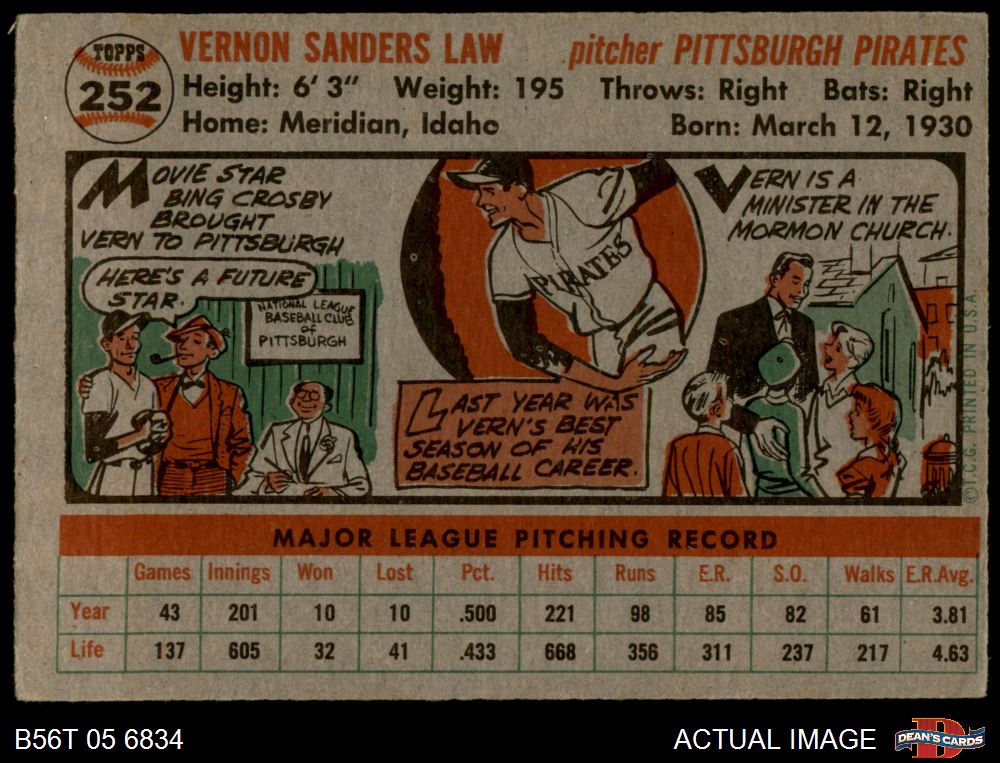 TOPPS
252
VERNON SANDERS LAW pitcher PITTSBURGH PIRATES
Height: 6' 3" Weight: 195 Throws: Right Bats: Right
Home: Meridian, Idaho Born: March 12, 1930
MOVIE STAR
BING CROSBY
BROUGHT
VERN TO PITTSBURGH
HERE'S A FUTURE
STAR.
NATIONAL LEAGUE
BASEBALL CLUB
of
PITTSBURGH
PIRATES
LAST YEAR WAS
VERN'S BEST
SEASON OF HIS
BASEBALL CAREER.
VERN IS A
MINISTER IN THE
MORMON CHURCH.
©T.C.G. PRINTED IN U.S.A.
MAJOR LEAGUE PITCHING RECORD
Games Innings Won Lost Pct. Hits Runs E.R. S.O. Walks E.R.Avg.
Year 43 201 10 10 .500 221 98 85 82 61 3.81
Life 137 605 32 41 .433 668 356 311 237 217 4.63
B56T 05 6834 ACTUAL IMAGE DEAN'S CARDS